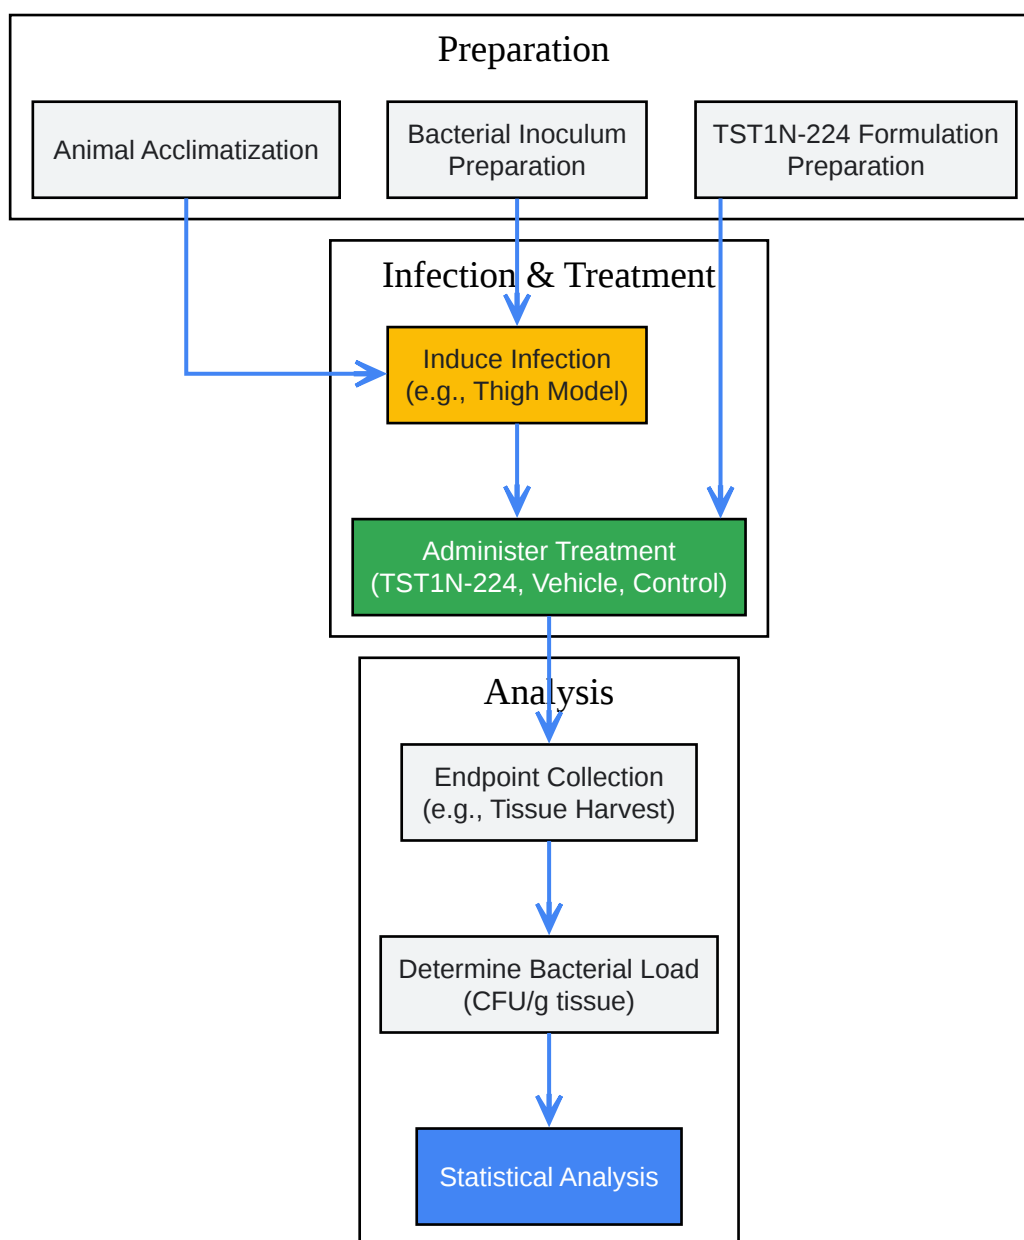 Preparation
Animal Acclimatization
Bacterial Inoculum
Preparation
TST1N-224 Formulation
Preparation
Infection & Treatment
Induce Infection
(e.g., Thigh Model)
Administer Treatment
(TST1N-224, Vehicle, Control)
Analysis
Endpoint Collection
(e.g., Tissue Harvest)
Determine Bacterial Load
(CFU/g tissue)
Statistical Analysis